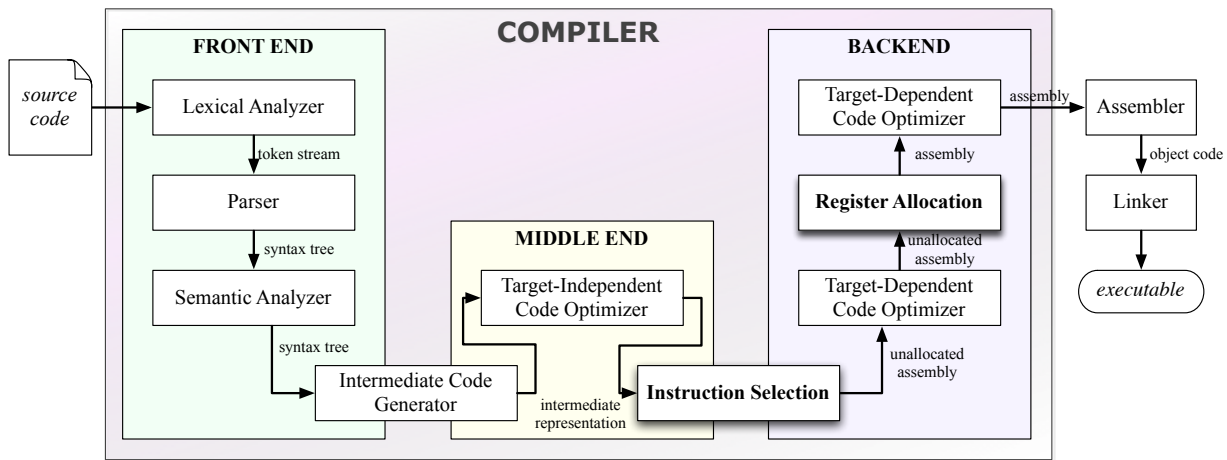 COMPILER
FRONT END
source
code
Lexical Analyzer
token stream
Parser
syntax tree
Semantic Analyzer
syntax tree
Intermediate Code
Generator
MIDDLE END
Target-Independent
Code Optimizer
intermediate
representation
Instruction Selection
BACKEND
unallocated
assembly
Target-Dependent
Code Optimizer
unallocated
assembly
Register Allocation
assembly
Target-Dependent
Code Optimizer
assembly
Assembler
object code
Linker
executable